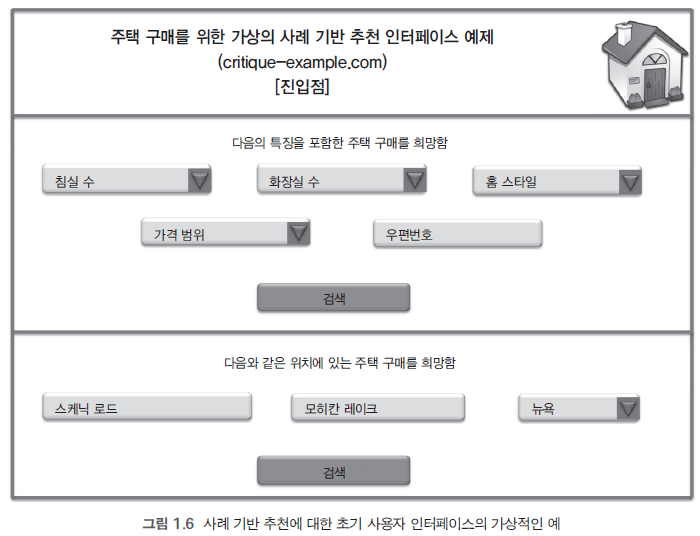 주택 구매를 위한 가상의 사례 기반 추천 인터페이스 예제
(critique-example.com)
[진입점]
다음의 특징을 포함한 주택 구매를 희망함
침실 수
화장실 수
홈 스타일
가격 범위
우편번호
검색
다음와 같은 위치에 있는 주택 구매를 희망함
스케닉 로드
모히칸 레이크
뉴욕
검색
그림 1.6 사례 기반 추천에 대한 초기 사용자 인터페이스의 가상적인 예